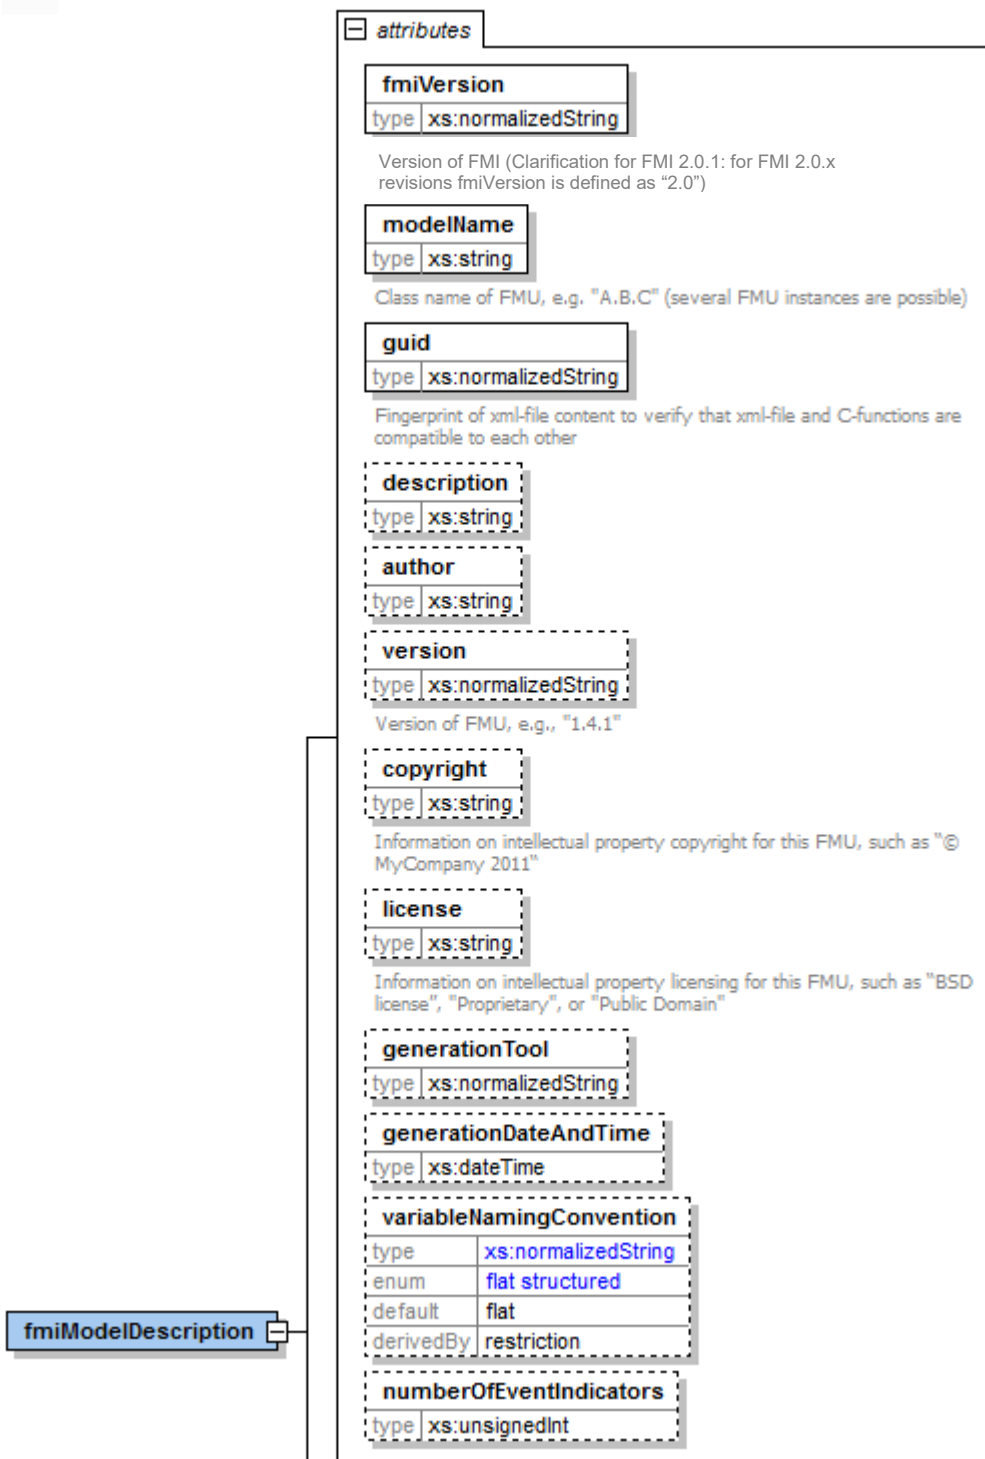 attributes
fmiVersion
type xs:normalizedString
Version of FMI (Clarification for FMI 2.0.1: for FMI 2.0.x
revisions fmiVersion is defined as “2.0”)
modelName
type xs:string
Class name of FMU, e.g. "A.B.C" (several FMU instances are possible)
guid
type xs:normalizedString
Fingerprint of xml-file content to verify that xml-file and C-functions are
compatible to each other
description
type xs:string
author
type xs:string
version
type xs:normalizedString
Version of FMU, e.g., "1.4.1"
copyright
type xs:string
Information on intellectual property copyright for this FMU, such as “©
MyCompany 2011“
license
type xs:string
Information on intellectual property licensing for this FMU, such as “BSD
license”, "Proprietary", or "Public Domain"
generationTool
type xs:normalizedString
generationDateAndTime
type xs:dateTime
variableNamingConvention
type xs:normalizedString
enum flat structured
default flat
derivedBy restriction
fmiModelDescription
numberOfEventIndicators
type xs:unsignedInt